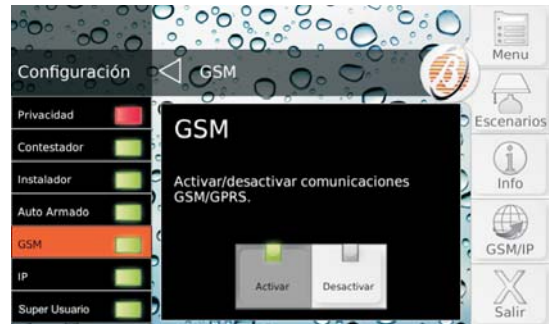 Configuración
GSM
Privacidad
Contestador
Instalador
Auto Armado
GSM
IP
Super Usuario
GSM
Activar/desactivar comunicaciones
GSM/GPRS.
Activar
Desactivar
Menu
Escenarios
Info
GSM/IP
Salir